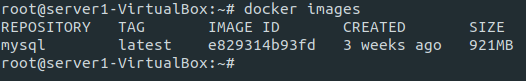 root@server1-VirtualBox:~# docker images
REPOSITORY TAG IMAGE ID CREATED SIZE
mysql latest e829314b93fd 3 weeks ago 921MB
root@server1-VirtualBox:~#